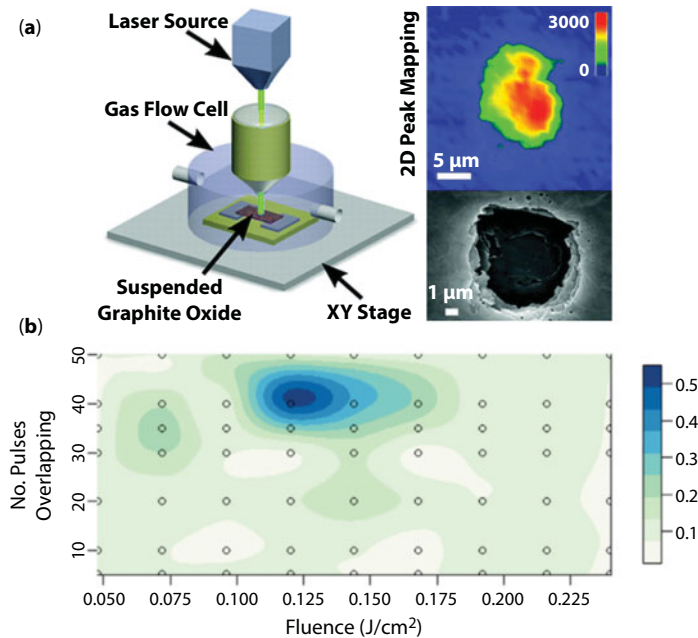 (a)
Laser Source
Gas Flow Cell
Suspended
Graphite Oxide
XY Stage
2D Peak Mapping
3000
0
5 µm
1 µm
(b)
No. Pulses
Overlapping
50
40
30
20
10
0.050
0.075
0.100
0.125
0.150
0.175
0.200
0.225
Fluence (J/cm²)
0.5
0.4
0.3
0.2
0.1